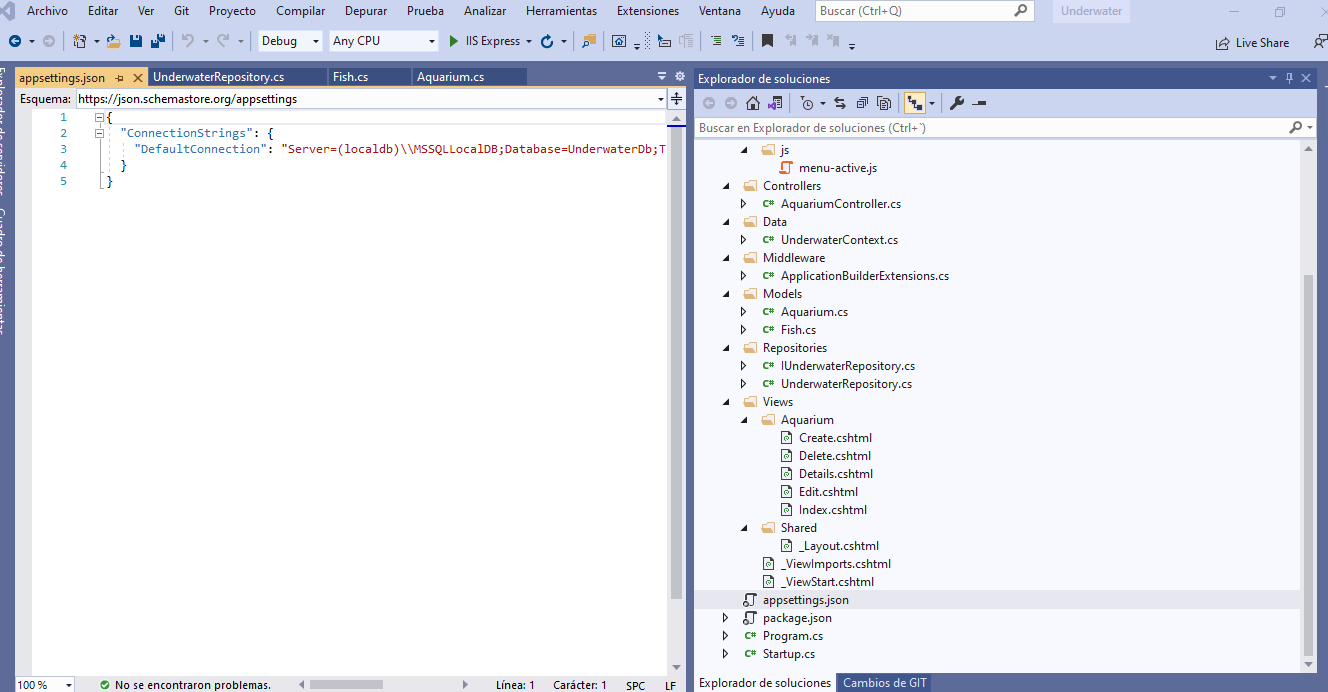 Archivo Editar Ver Git Proyecto Compilar Depurar Prueba Analizar Herramientas Extensiones Ventana Ayuda Buscar (Ctrl+Q) Underwater
Debug Any CPU IIS Express Live Share
appsettings.json UnderwaterRepository.cs Fish.cs Aquarium.cs
Esquema: https://json.schemastore.org/appsettings
1 {
2 "ConnectionStrings": {
3 "DefaultConnection": "Server=(localdb)\\MSSQLLocalDB;Database=UnderwaterDb;T
4 }
5 }
100 % No se encontraron problemas. Línea: 1 Carácter: 1 SPC LF
Explorador de servidores
Cuadro de herramientas
Explorador de soluciones
Buscar en Explorador de soluciones (Ctrl+`)
js
menu-active.js
Controllers
C# AquariumController.cs
Data
C# UnderwaterContext.cs
Middleware
C# ApplicationBuilderExtensions.cs
Models
C# Aquarium.cs
C# Fish.cs
Repositories
C# IUnderwaterRepository.cs
C# UnderwaterRepository.cs
Views
Aquarium
Create.cshtml
Delete.cshtml
Details.cshtml
Edit.cshtml
Index.cshtml
Shared
_Layout.cshtml
_ViewImports.cshtml
_ViewStart.cshtml
appsettings.json
package.json
C# Program.cs
C# Startup.cs
Explorador de soluciones Cambios de GIT